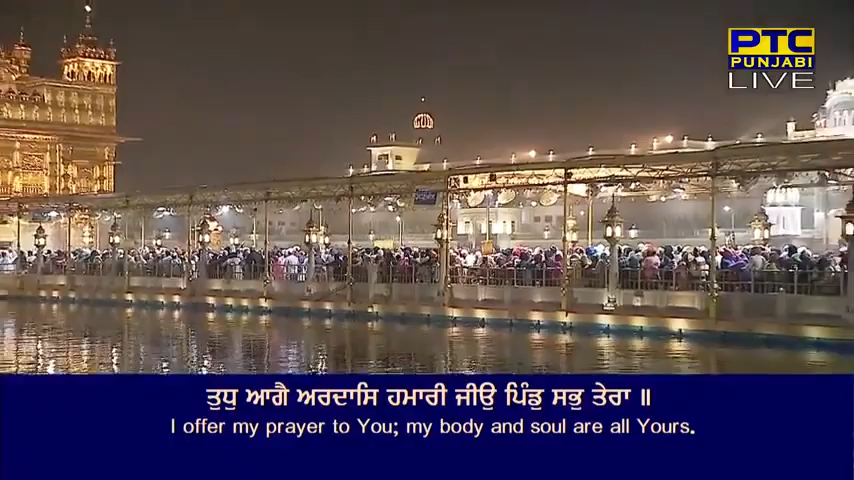 PTC
PUNJABI
LIVE
ਤੁਧੁ ਆਗੈ ਅਰਦਾਸਿ ਹਮਾਰੀ ਜੀਉ ਪਿੰਡੁ ਸਭੁ ਤੇਰਾ ॥
I offer my prayer to You; my body and soul are all Yours.